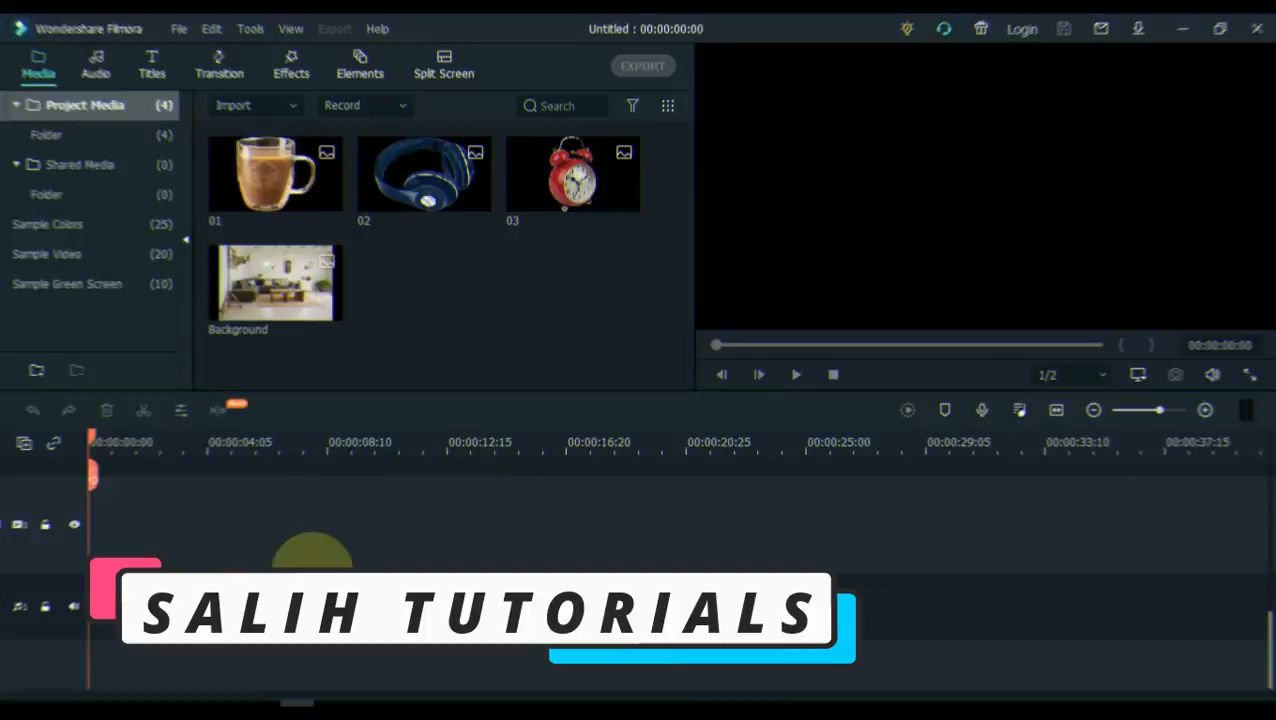 Wondershare Filmora File Edit Tools View Export Help Untitled : 00:00:00:00 Login
Media Audio Titles Transition Effects Elements Split Screen EXPORT
Project Media (4)
Folder (4)
Shared Media (0)
Folder (0)
Sample Colors (25)
Sample Video (20)
Sample Green Screen (10)
Import Record Search
01 02 03
Background
00:00:00:00
1/2
00:00:00:00 00:00:04:05 00:00:08:10 00:00:12:15 00:00:16:20 00:00:20:25 00:00:25:00 00:00:29:05 00:00:33:10 00:00:37:15
SALIH TUTORIALS